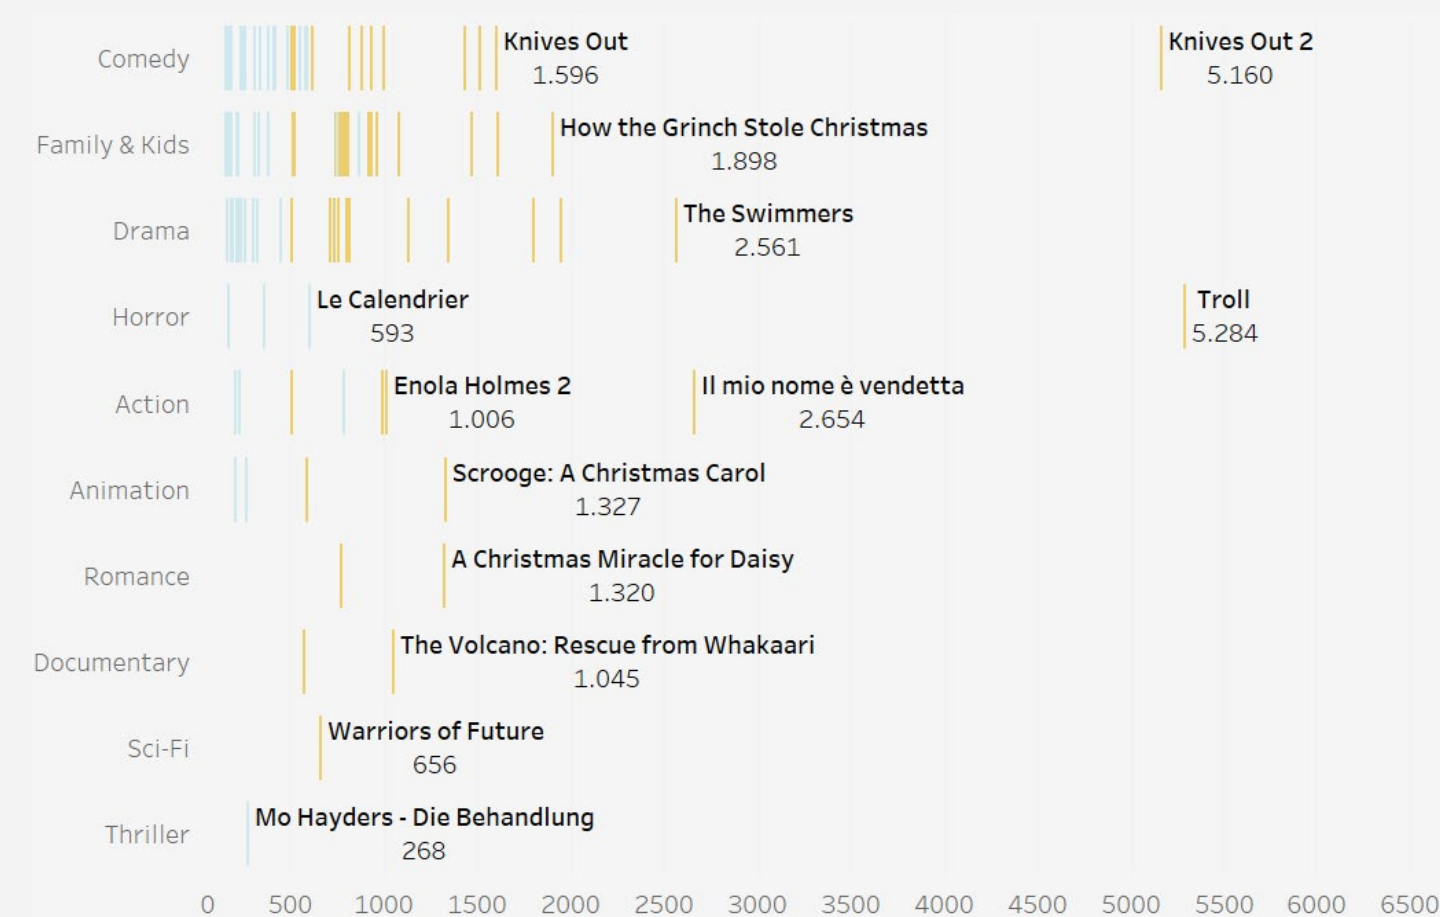 Comedy
Knives Out
1.596
Knives Out 2
5.160
Family & Kids
How the Grinch Stole Christmas
1.898
Drama
The Swimmers
2.561
Horror
Le Calendrier
593
Troll
5.284
Action
Enola Holmes 2
1.006
Il mio nome è vendetta
2.654
Animation
Scrooge: A Christmas Carol
1.327
Romance
A Christmas Miracle for Daisy
1.320
Documentary
The Volcano: Rescue from Whakaari
1.045
Sci-Fi
Warriors of Future
656
Thriller
Mo Hayders - Die Behandlung
268
0 500 1000 1500 2000 2500 3000 3500 4000 4500 5000 5500 6000 6500